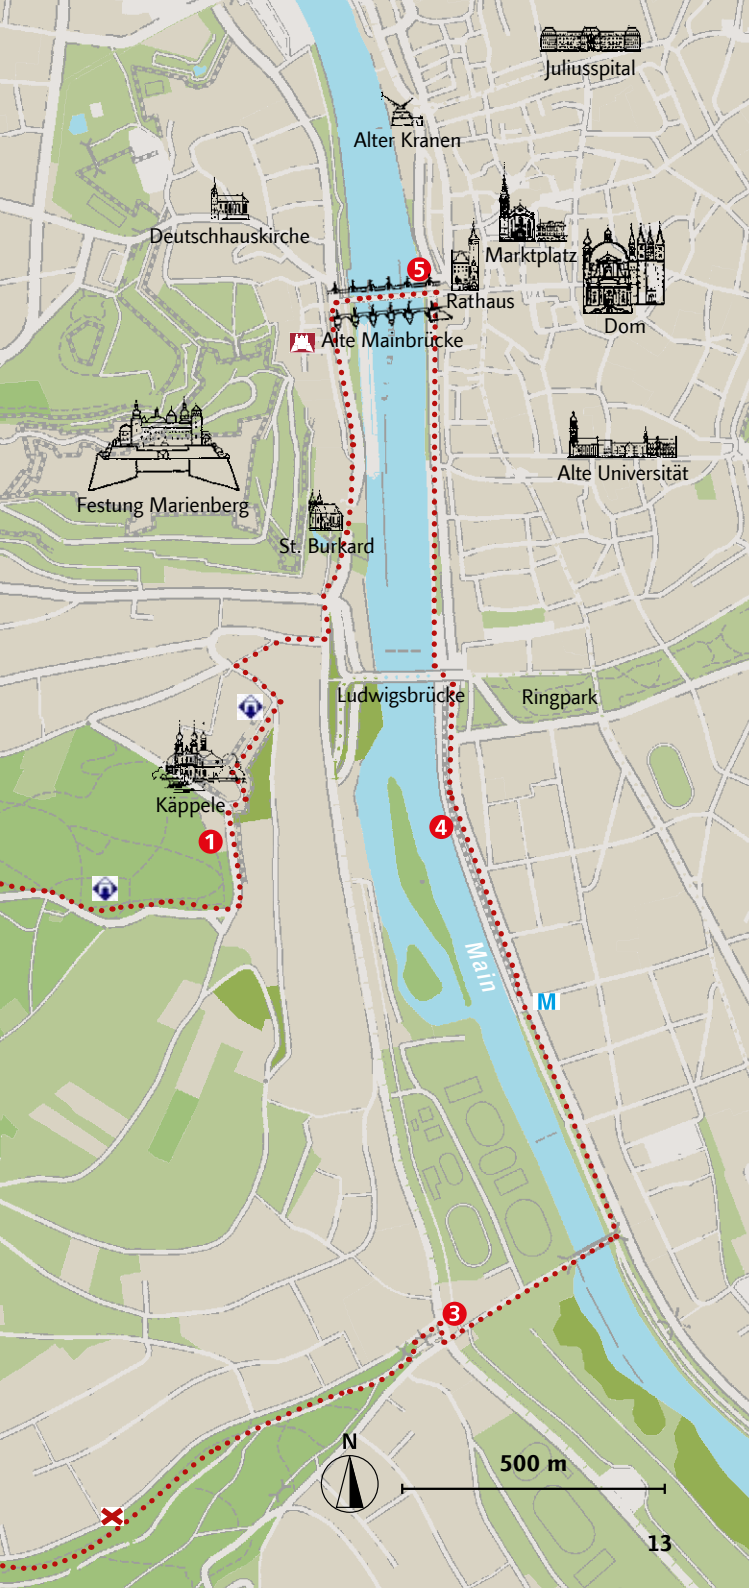 Juliusspital
Alter Kranen
Deutschhauskirche
Marktplatz
5
Rathaus
Dom
Alte Mainbrücke
Alte Universität
Festung Marienberg
St. Burkard
Ludwigsbrücke
Ringpark
Käppele
4
1
Main
M
3
N
500 m
13